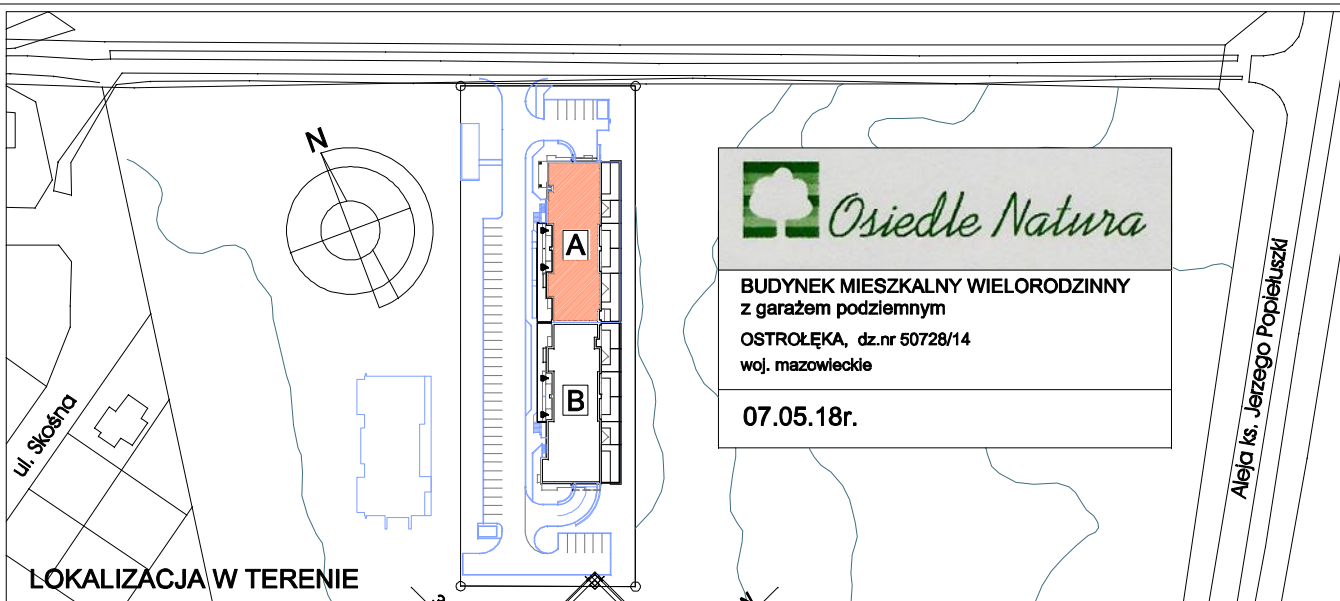 N
Osiedle Natura
A
BUDYNEK MIESZKALNY WIELORODZINNY
z garażem podziemnym
OSTROŁĘKA, dz.nr 50728/14
woj. mazowieckie
B
07.05.18r.
ul. Skośna
Aleja ks. Jerzego Popiełuszki
LOKALIZACJA W TERENIE